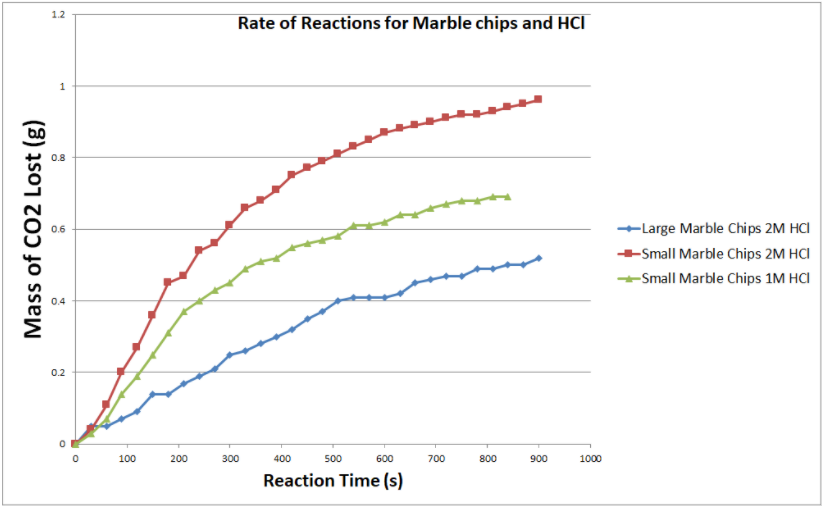 Rate of Reactions for Marble chips and HCl
1.2
1
0.8
0.6
0.4
0.2
0
0 100 200 300 400 500 600 700 800 900 1000
Mass of CO2 Lost (g)
Reaction Time (s)
Large Marble Chips 2M HCl
Small Marble Chips 2M HCl
Small Marble Chips 1M HCl